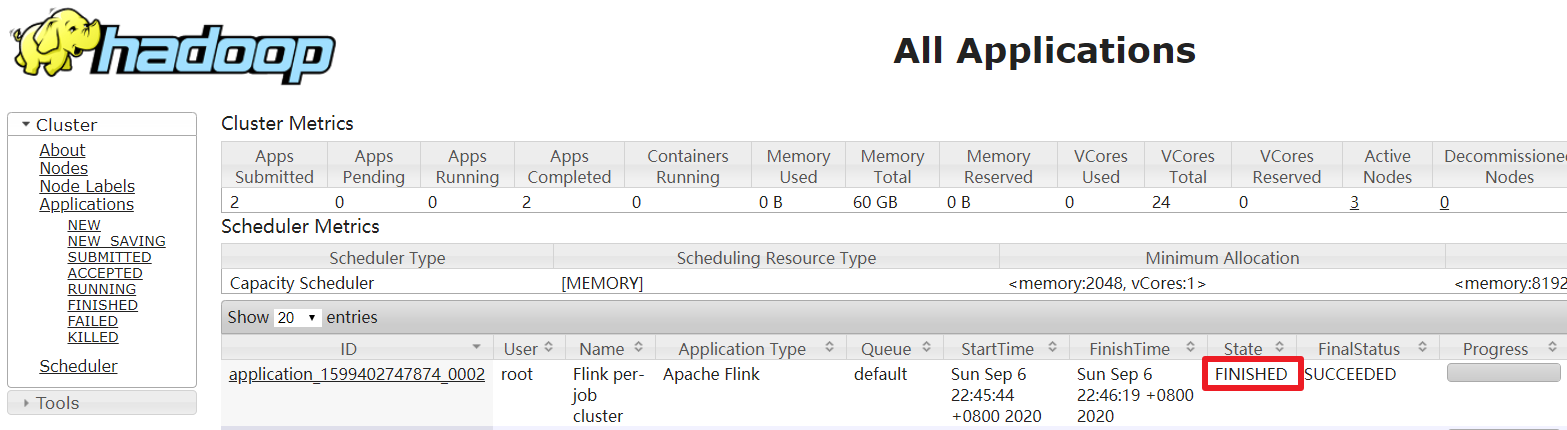 hadoop
All Applications
Cluster
About
Nodes
Node Labels
Applications
NEW
NEW_SAVING
SUBMITTED
ACCEPTED
RUNNING
FINISHED
FAILED
KILLED
Scheduler
Tools
Cluster Metrics
Apps Submitted Apps Pending Apps Running Apps Completed Containers Running Memory Used Memory Total Memory Reserved VCores Used VCores Total VCores Reserved Active Nodes Decommissioned Nodes
2 0 0 2 0 0 B 60 GB 0 B 0 24 0 3 0
Scheduler Metrics
Scheduler Type Scheduling Resource Type Minimum Allocation
Capacity Scheduler [MEMORY] <memory:2048, vCores:1> <memory:8192
Show 20 entries
ID User Name Application Type Queue StartTime FinishTime State FinalStatus Progress
application_1599402747874_0002 root Flink per- Apache Flink default Sun Sep 6 Sun Sep 6 FINISHED SUCCEEDED
job 22:45:44 22:46:19 +0800
cluster +0800 2020 2020